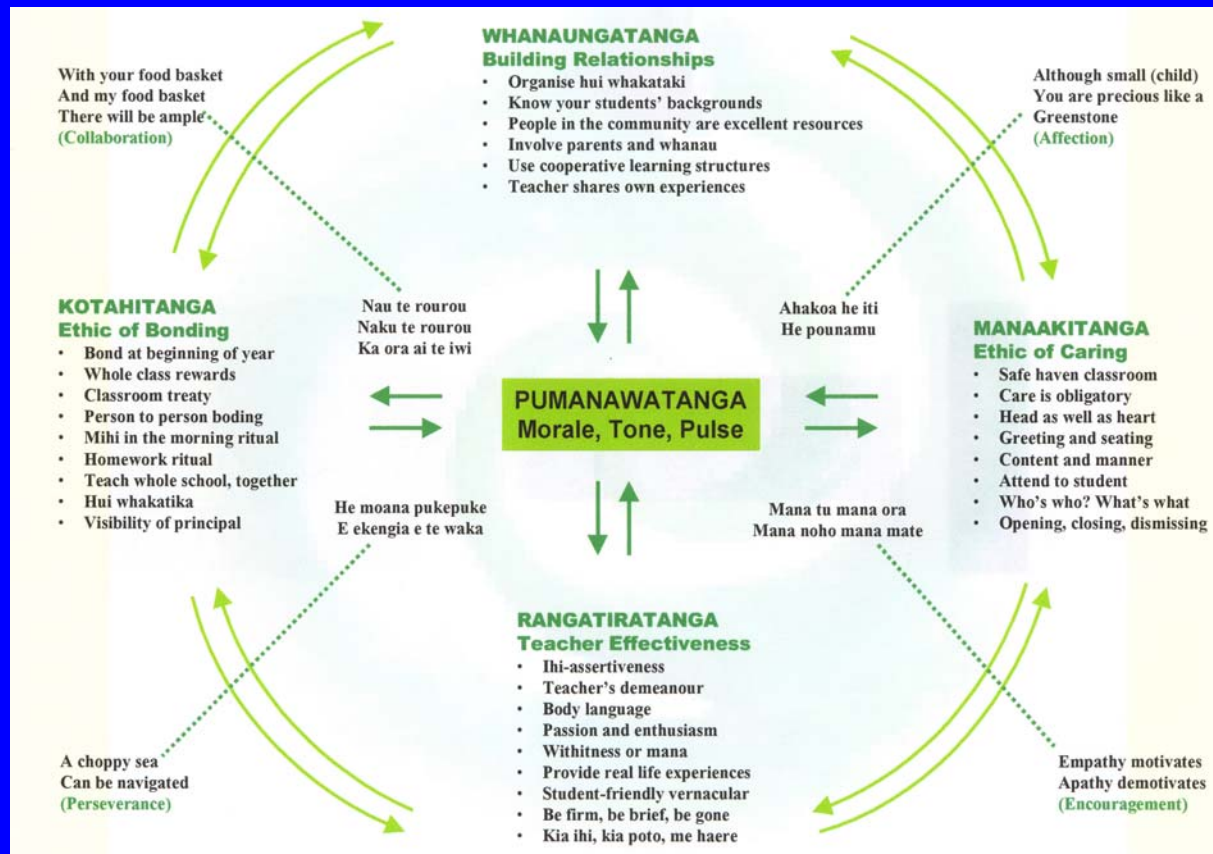 WHANAUNGATANGA
Building Relationships
• Organise hui whakataki
• Know your students' backgrounds
• People in the community are excellent resources
• Involve parents and whanau
• Use cooperative learning structures
• Teacher shares own experiences
With your food basket
And my food basket
There will be ample
(Collaboration)
Although small (child)
You are precious like a
Greenstone
(Affection)
KOTAHITANGA
Ethic of Bonding
• Bond at beginning of year
• Whole class rewards
• Classroom treaty
• Person to person boding
• Mihi in the morning ritual
• Homework ritual
• Teach whole school, together
• Hui whakatika
• Visibility of principal
Nau te rourou
Naku te rourou
Ka ora ai te iwi
Ahakoa he iti
He pounamu
PUMANAWATANGA
Morale, Tone, Pulse
MANAAKITANGA
Ethic of Caring
• Safe haven classroom
• Care is obligatory
• Head as well as heart
• Greeting and seating
• Content and manner
• Attend to student
• Who's who? What's what
• Opening, closing, dismissing
He moana pukepuke
E ekengia e te waka
Mana tu mana ora
Mana noho mana mate
RANGATIRATANGA
Teacher Effectiveness
• Ihi-assertiveness
• Teacher's demeanour
• Body language
• Passion and enthusiasm
• Withitness or mana
• Provide real life experiences
• Student-friendly vernacular
• Be firm, be brief, be gone
• Kia ihi, kia poto, me haere
A choppy sea
Can be navigated
(Perseverance)
Empathy motivates
Apathy demotivates
(Encouragement)